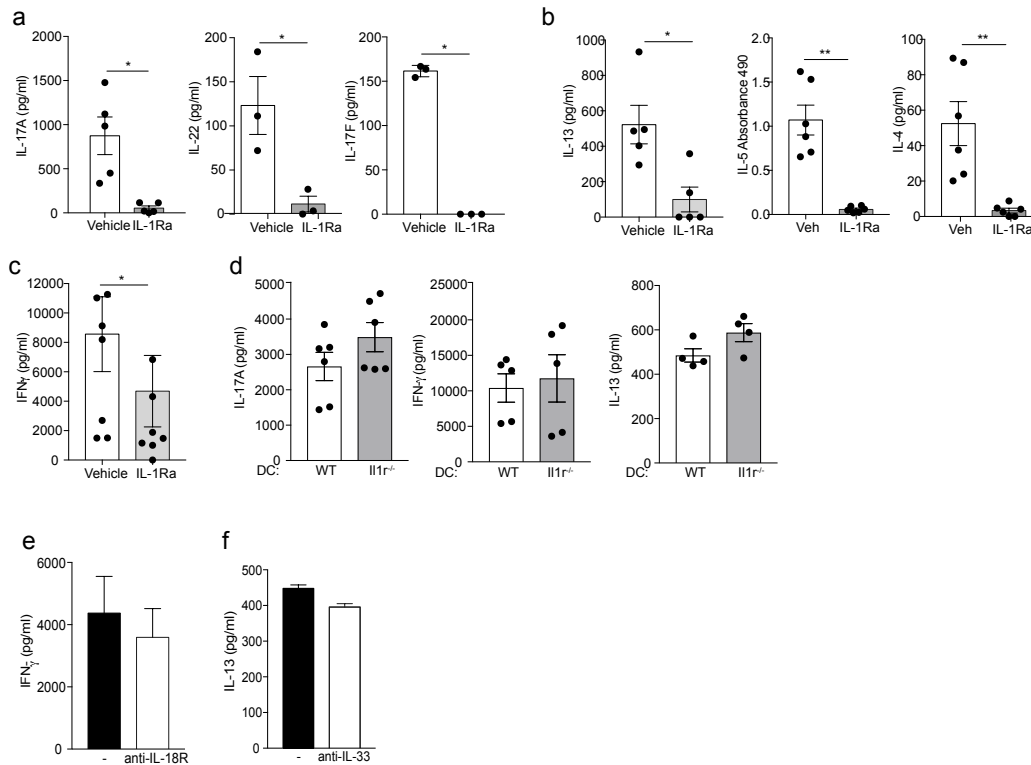 a
IL-17A (pg/ml)
2000
1500
1000
500
0
*
Vehicle IL-1Ra
IL-22 (pg/ml)
200
150
100
50
0
*
Vehicle IL-1Ra
IL-17F (pg/ml)
200
150
100
50
0
*
Vehicle IL-1Ra
b
IL-13 (pg/ml)
1000
800
600
400
200
0
*
Vehicle IL-1Ra
IL-5 Absorbance 490
2.0
1.5
1.0
0.5
0.0
**
Veh IL-1Ra
IL-4 (pg/ml)
100
80
60
40
20
0
**
Veh IL-1Ra
c
IFNγ (pg/ml)
12000
10000
8000
6000
4000
2000
0
*
Vehicle IL-1Ra
d
IL-17A (pg/ml)
5000
4000
3000
2000
1000
0
DC: WT Il1r-/-
IFN-γ (pg/ml)
25000
20000
15000
10000
5000
0
DC: WT Il1r-/-
IL-13 (pg/ml)
800
600
400
200
0
DC: WT Il1r-/-
e
IFN-γ (pg/ml)
6000
4000
2000
0
- anti-IL-18R
f
IL-13 (pg/ml)
500
400
300
200
100
0
- anti-IL-33